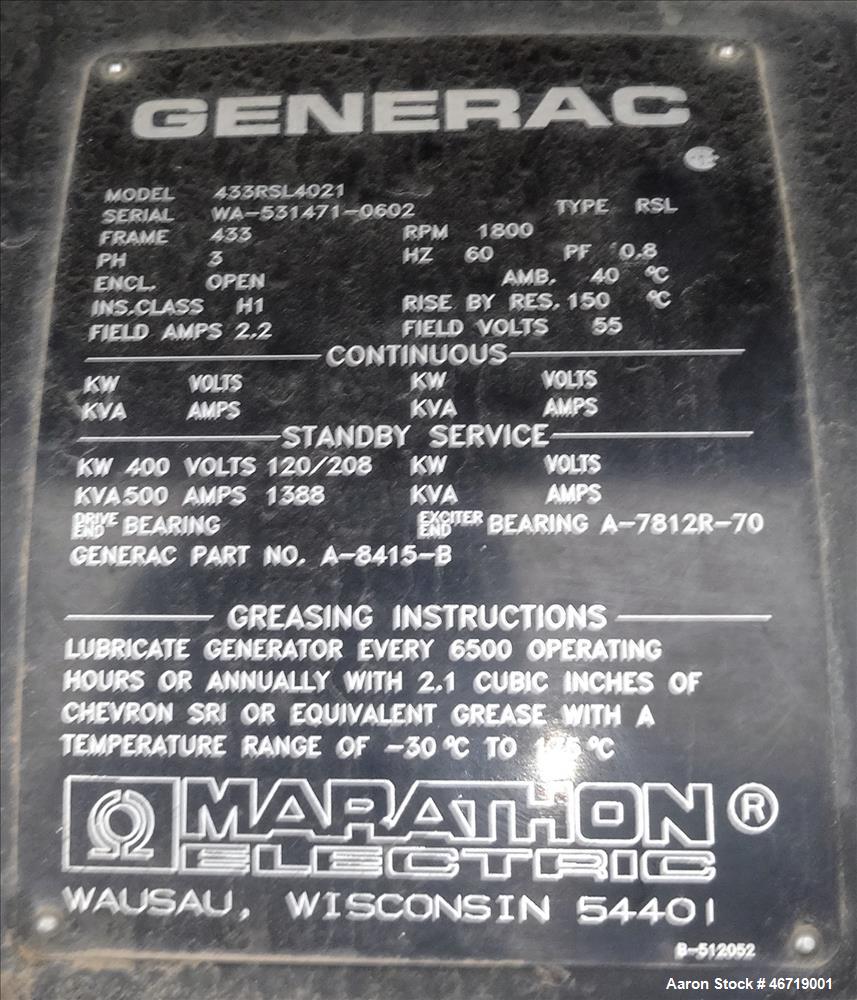 GENERAC
MODEL 433RSL4021
SERIAL WA-531471-0602 TYPE RSL
FRAME 433 RPM 1800
PH 3 HZ 60 PF 0.8
ENCL. OPEN AMB. 40 °C
INS.CLASS H1 RISE BY RES. 150 °C
FIELD AMPS 2.2 FIELD VOLTS 55
CONTINUOUS
KW VOLTS KW VOLTS
KVA AMPS KVA AMPS
STANDBY SERVICE
KW 400 VOLTS 120/208 KW VOLTS
KVA 500 AMPS 1388 KVA AMPS
DRIVE END BEARING EXCITER END BEARING A-7812R-70
GENERAC PART NO. A-8415-B
GREASING INSTRUCTIONS
LUBRICATE GENERATOR EVERY 6500 OPERATING
HOURS OR ANNUALLY WITH 2.1 CUBIC INCHES OF
CHEVRON SRI OR EQUIVALENT GREASE WITH A
TEMPERATURE RANGE OF -30 °C TO °C
MARATHON ®
ELECTRIC
WAUSAU, WISCONSIN 54401
B-512052
Aaron Stock # 46719001